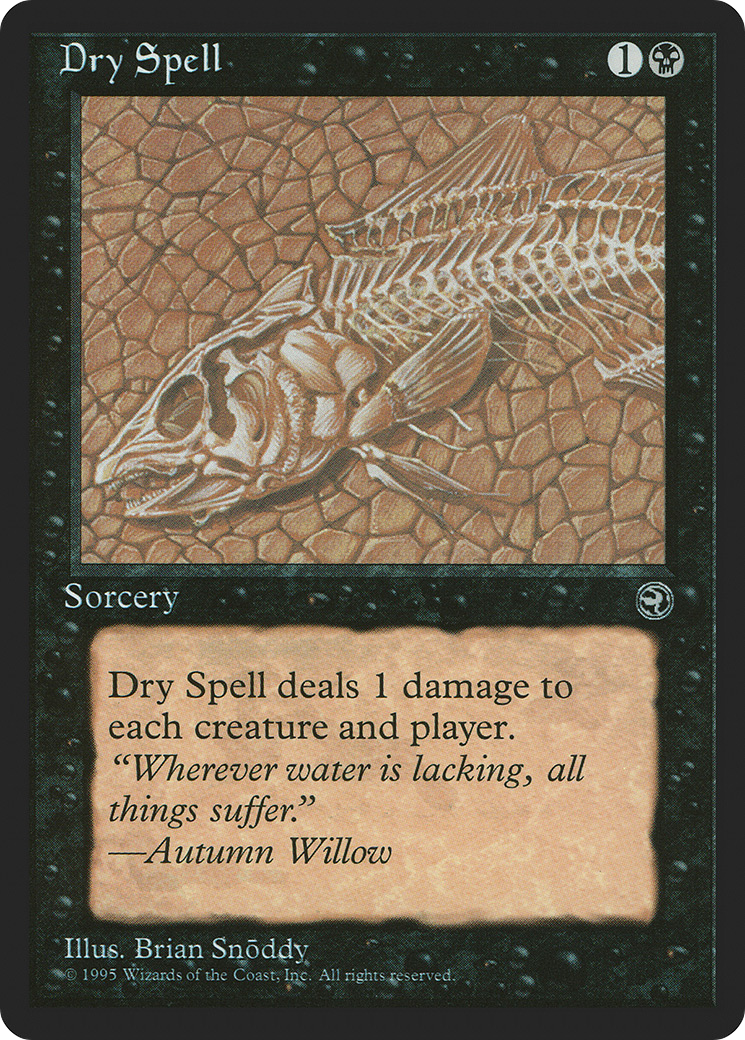 Dry Spell 1
Sorcery
Dry Spell deals 1 damage to
each creature and player.
“Wherever water is lacking, all
things suffer.”
—Autumn Willow
Illus. Brian Snōddy
© 1995 Wizards of the Coast, Inc. All rights reserved.